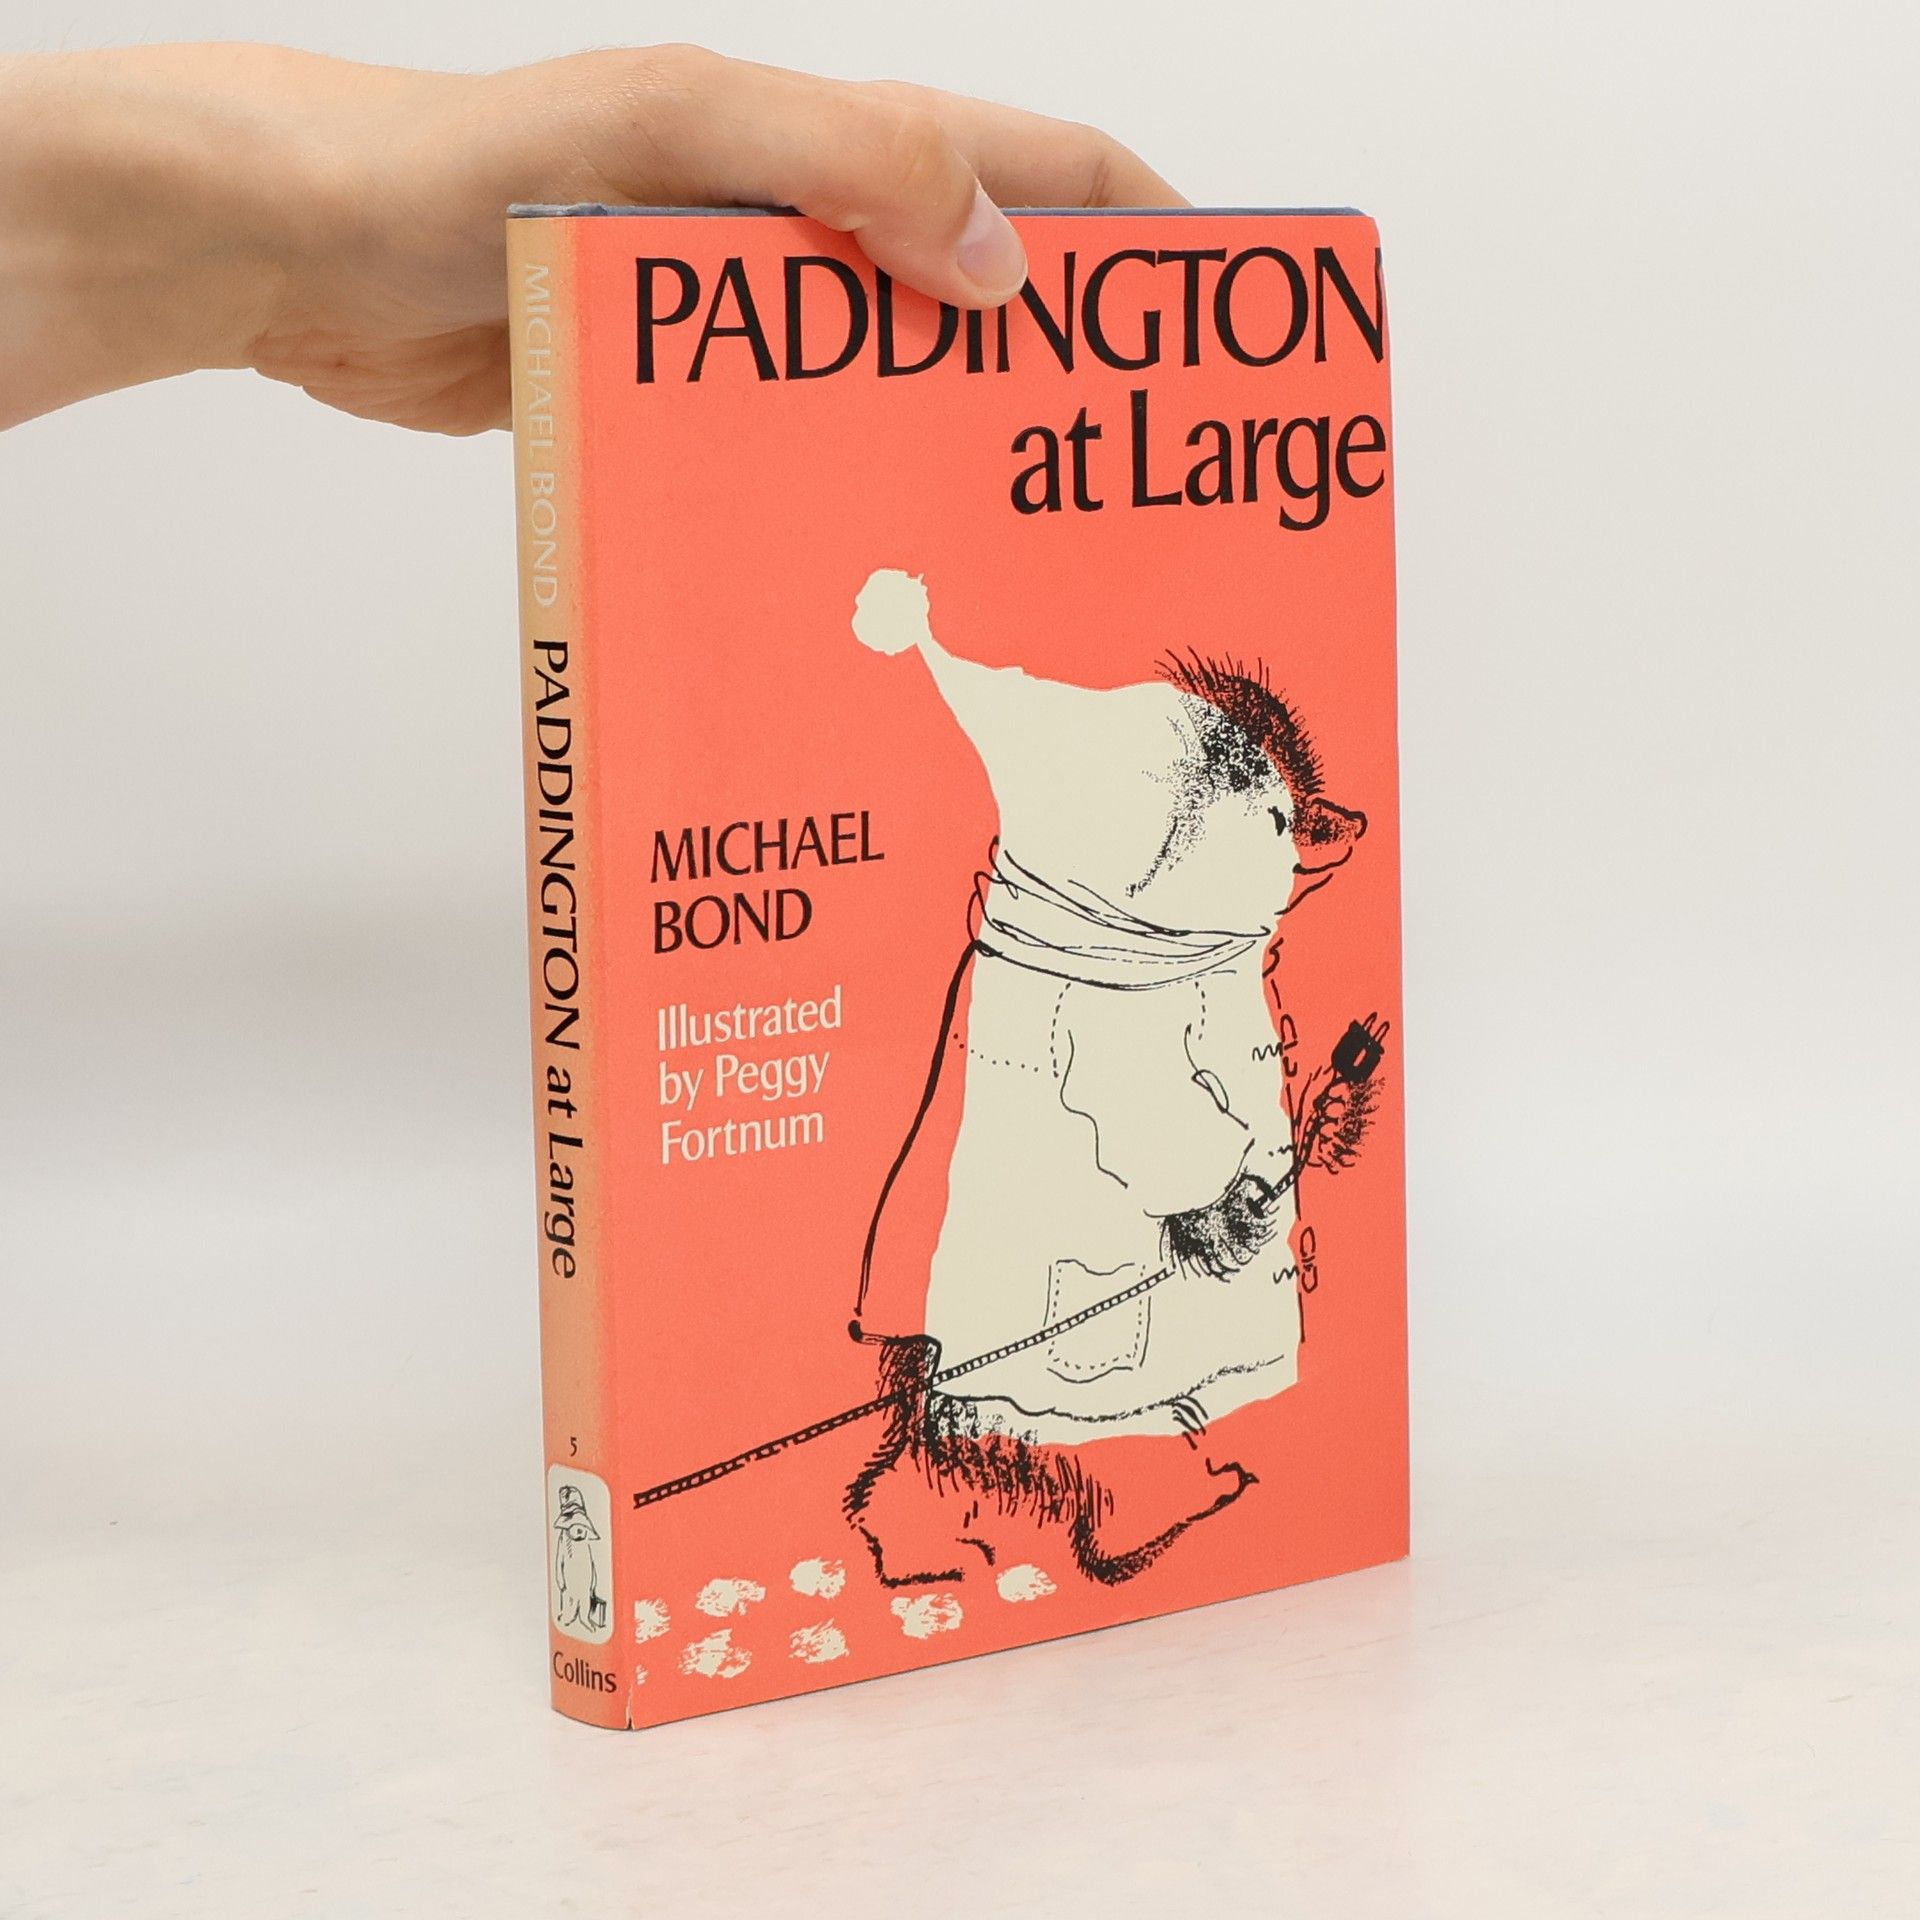 MICHAEL BOND PADDINGTON at Large
5
Collins
PADDINGTON
at Large
MICHAEL
BOND
Illustrated
by Peggy
Fortnum